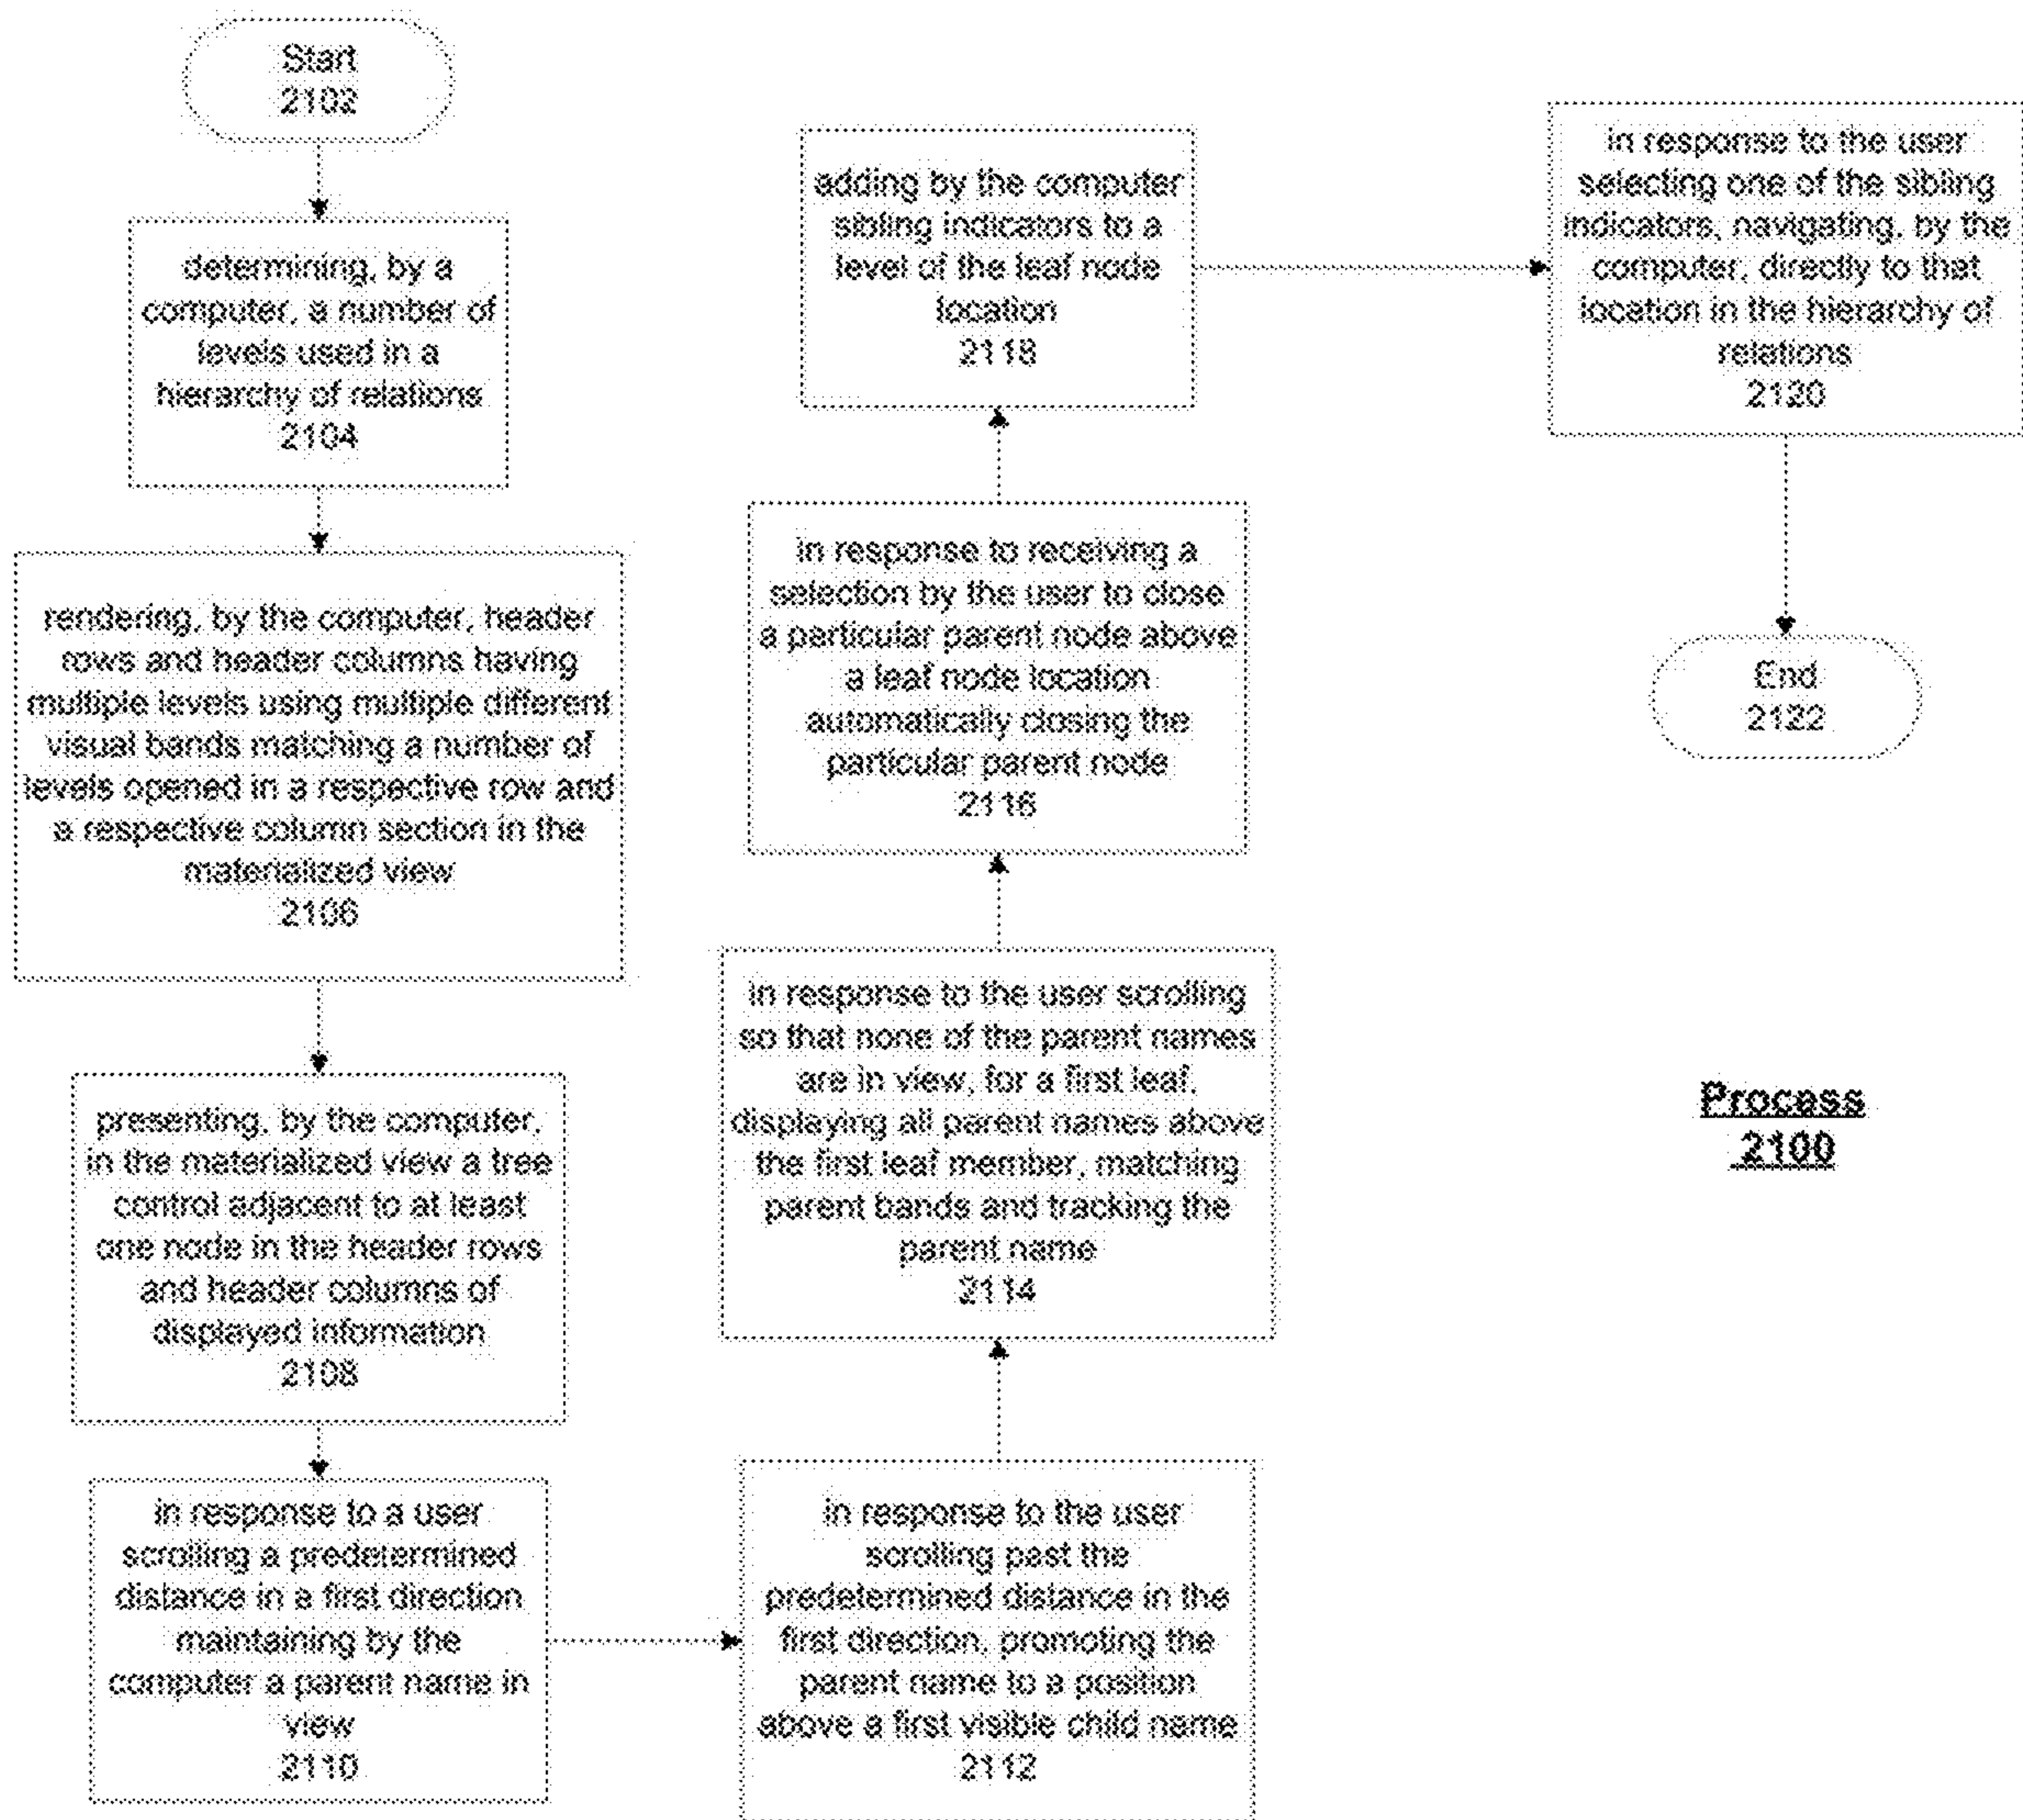 Start
2102
determining, by a
computer, a number of
levels used in a
hierarchy of relations
2104
rendering, by the computer, header
rows and header columns having
multiple levels using multiple different
visual bands matching a number of
levels opened in a respective row and
a respective column section in the
materialized view
2106
presenting, by the computer,
in the materialized view a tree
control adjacent to at least
one node in the header rows
and header columns of
displayed information
2108
in response to a user
scrolling a predetermined
distance in a first direction
maintaining by the
computer a parent name in
view
2110
in response to the user
scrolling past the
predetermined distance in the
first direction, promoting the
parent name to a position
above a first visible child name
2112
in response to the user scrolling
so that none of the parent names
are in view, for a first leaf,
displaying all parent names above
the first leaf member, matching
parent bands and tracking the
parent name
2114
in response to receiving a
selection by the user to close
a particular parent node above
a leaf node location
automatically closing the
particular parent node
2116
adding by the computer
sibling indicators to a
level of the leaf node
location
2118
in response to the user
selecting one of the sibling
indicators, navigating, by the
computer, directly to that
location in the hierarchy of
relations
2120
End
2122
Process
2100